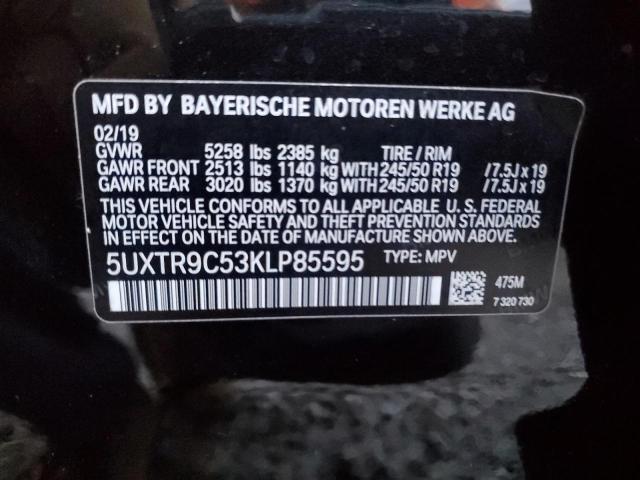 MFD BY BAYERISCHE MOTOREN WERKE AG
02/19
GVWR 5258 lbs 2385 kg TIRE / RIM
GAWR FRONT 2513 lbs 1140 kg WITH 245/50 R19 /7.5J x 19
GAWR REAR 3020 lbs 1370 kg WITH 245/50 R19 /7.5J x 19
THIS VEHICLE CONFORMS TO ALL APPLICABLE U. S. FEDERAL
MOTOR VEHICLE SAFETY AND THEFT PREVENTION STANDARDS
IN EFFECT ON THE DATE OF MANUFACTURE SHOWN ABOVE.
5UXTR9C53KLP85595 TYPE: MPV
475M
7 320 730